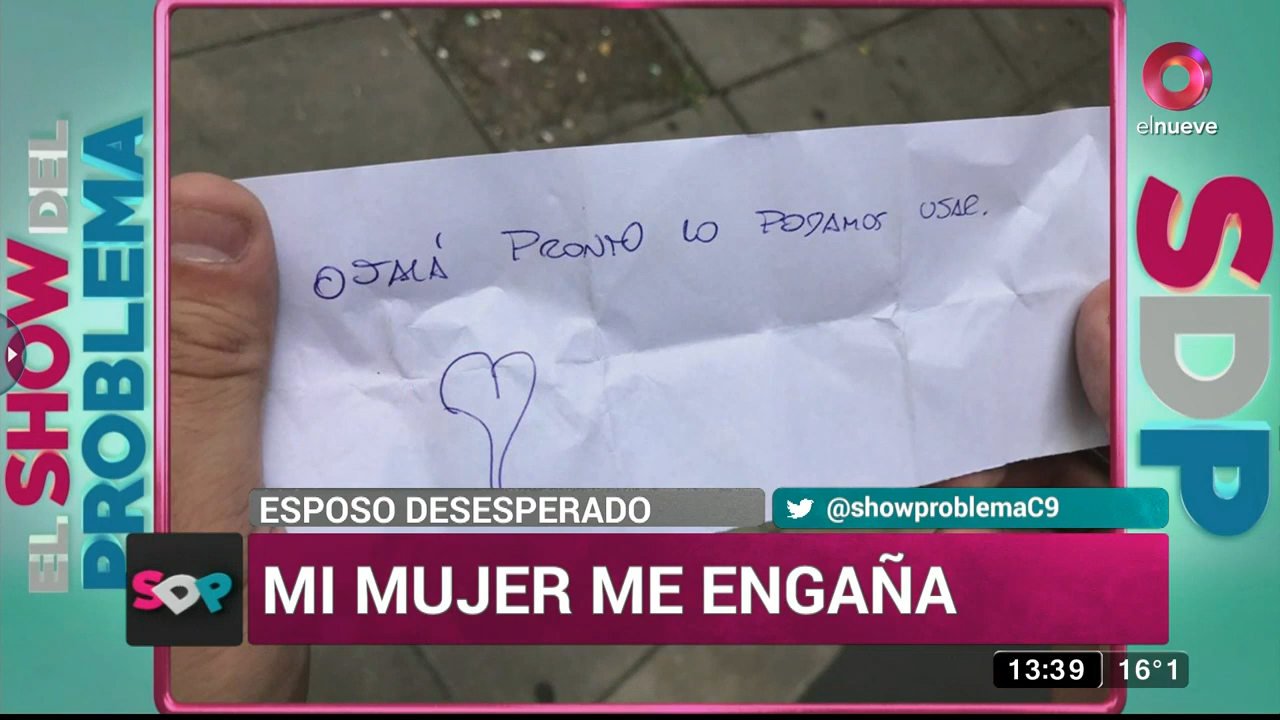 EL SHOW DEL
PROBLEMA
elnueve
SDP
OJALÁ PRONTO LO PODAMOS USAR.
ESPOSO DESESPERADO
@showproblemaC9
SDP
MI MUJER ME ENGAÑA
13:39
16°1